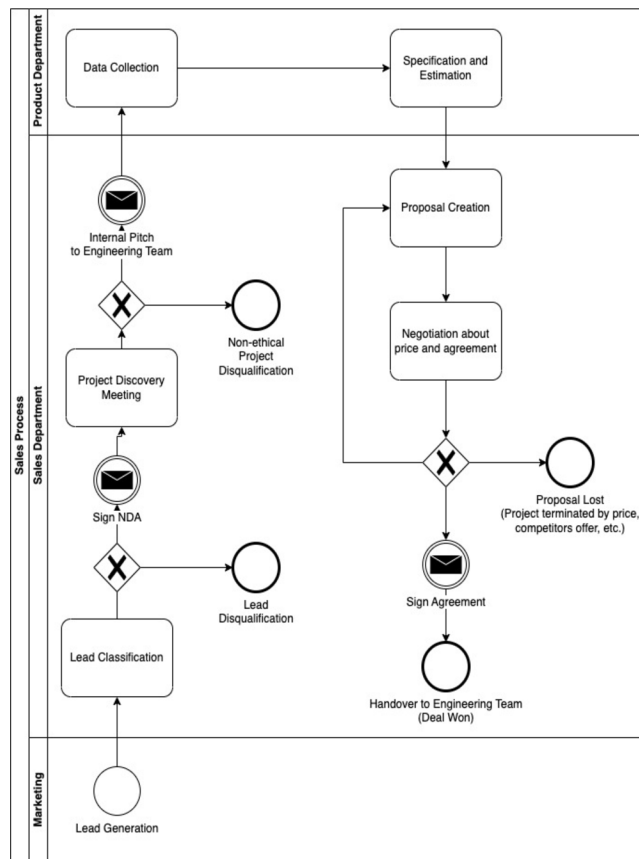 Sales Process
Product Department
Data Collection
Specification and
Estimation
Sales Department
Internal Pitch
to Engineering Team
Proposal Creation
Non-ethical
Project
Disqualification
Negotiation about
price and agreement
Project Discovery
Meeting
Sign NDA
Proposal Lost
(Project terminated by price,
competitors offer, etc.)
Lead
Disqualification
Sign Agreement
Lead Classification
Handover to Engineering Team
(Deal Won)
Marketing
Lead Generation